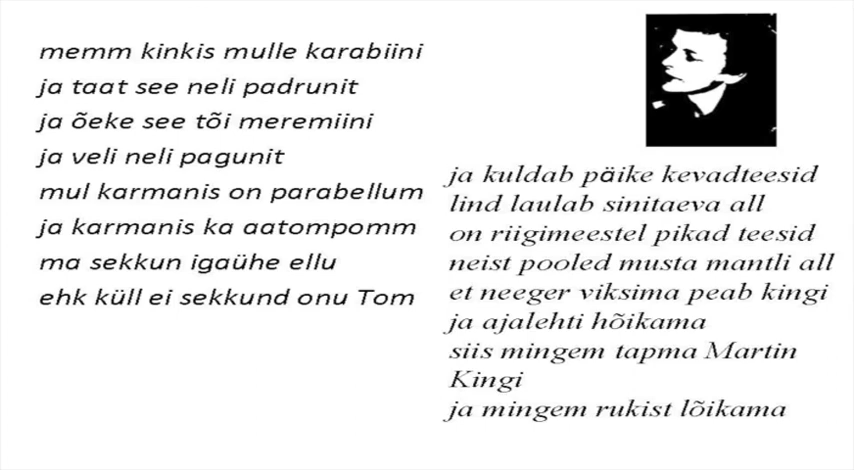 memm kinkis mulle karabiini
ja taat see neli padrunit
ja õeke see tõi meremiini
ja veli neli pagunit
mul karmanis on parabellum
ja karmanis ka aatompomm
ma sekkun igaühe ellu
ehk küll ei sekkund onu Tom
ja kuldab päike kevadteesid
lind laulab sinitaeva all
on riigimeestel pikad teesid
neist pooled musta mantli all
et neeger viksima peab kingi
ja ajalehti hõikama
siis mingem tapma Martin
Kingi
ja mingem rukist lõikama